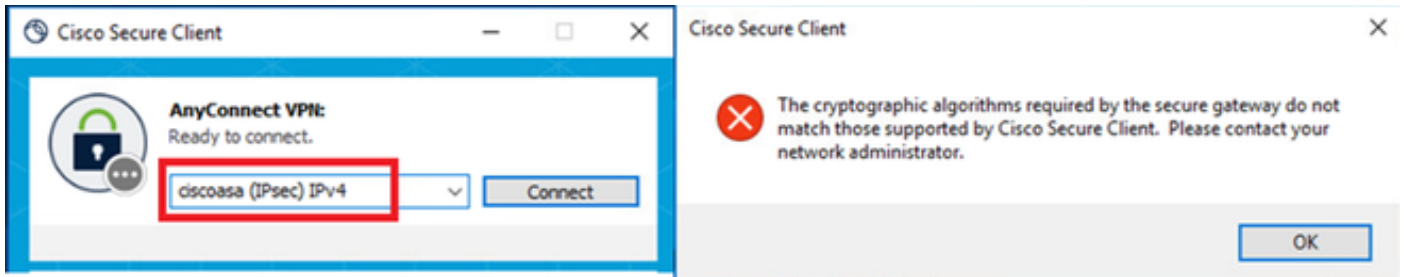 Cisco Secure Client
AnyConnect VPN:
Ready to connect.
ciscoasa (IPsec) IPv4
Connect
Cisco Secure Client
The cryptographic algorithms required by the secure gateway do not
match those supported by Cisco Secure Client. Please contact your
network administrator.
OK